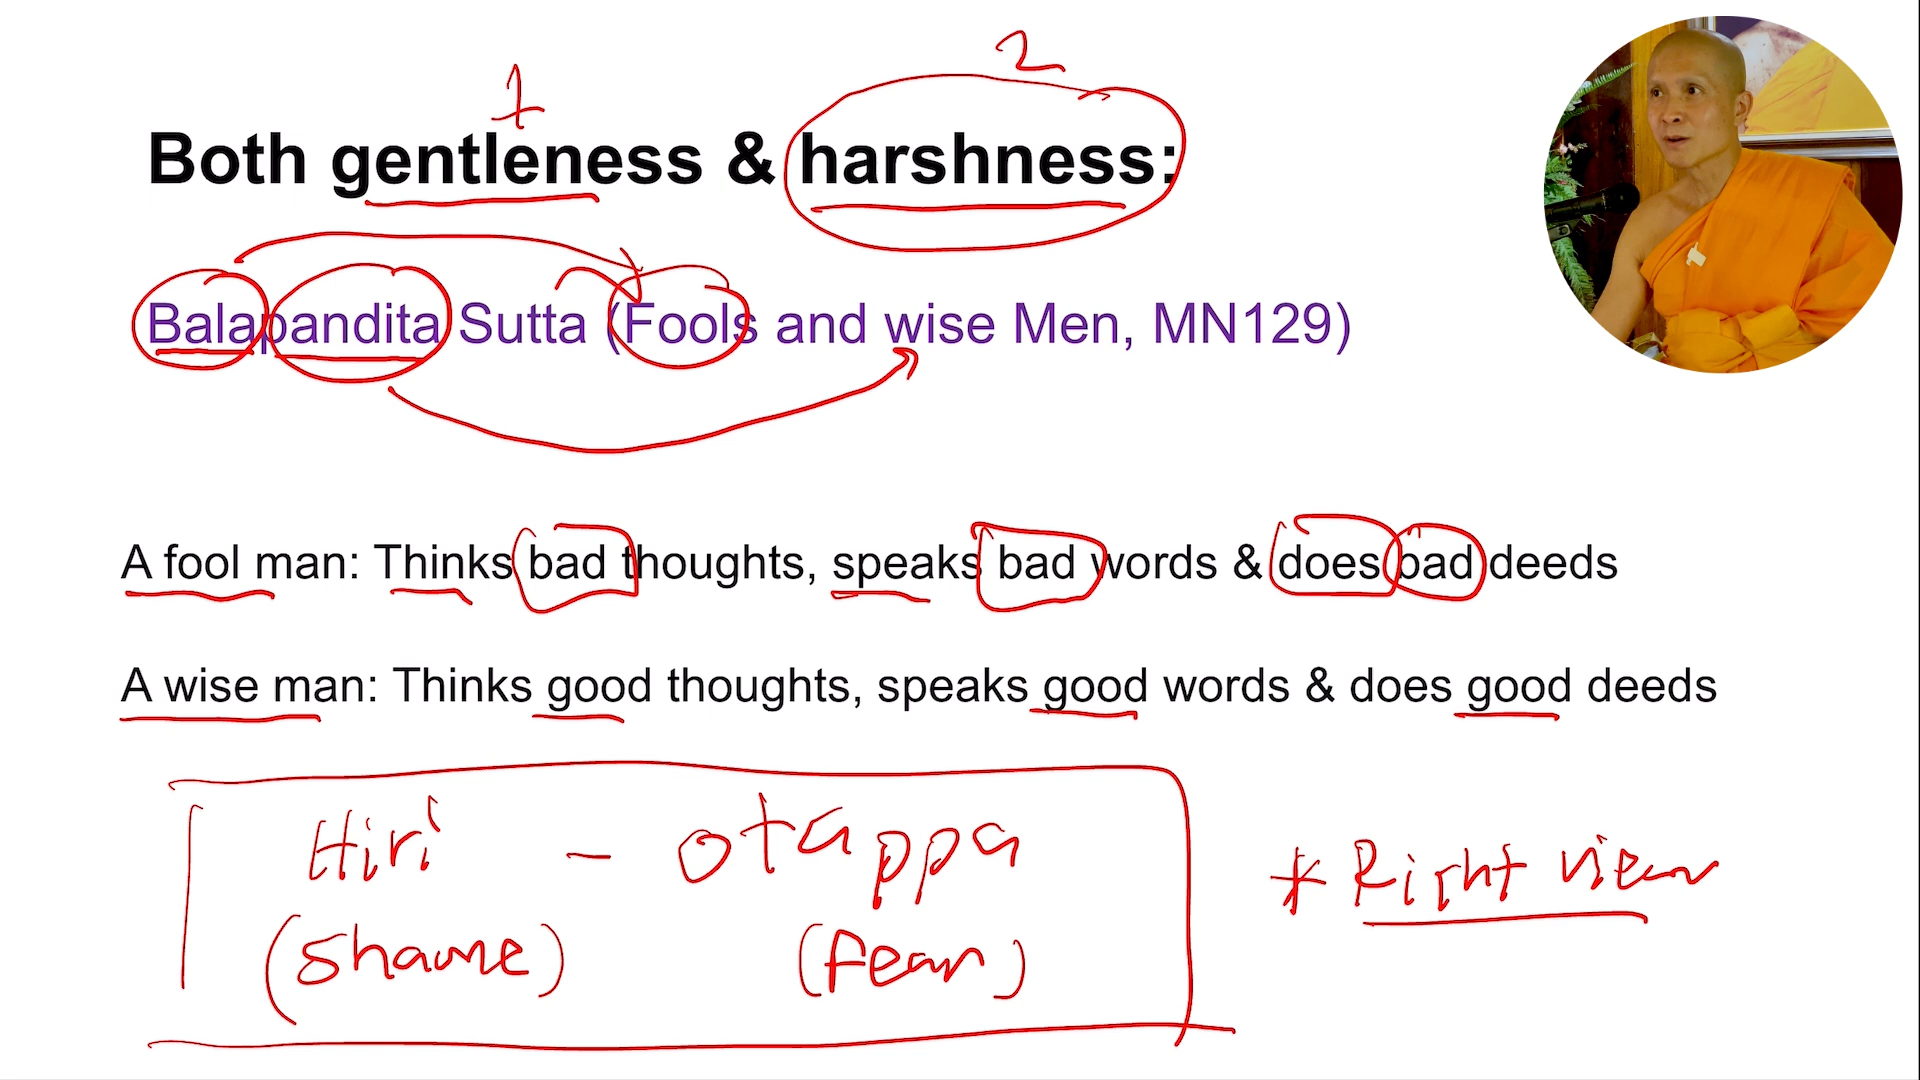 1
2
Both gentleness & harshness:
Balapandita Sutta (Fools and wise Men, MN129)
A fool man: Thinks bad thoughts, speaks bad words & does bad deeds
A wise man: Thinks good thoughts, speaks good words & does good deeds
Hiri - otappa
(shame) (fear)
* Right view